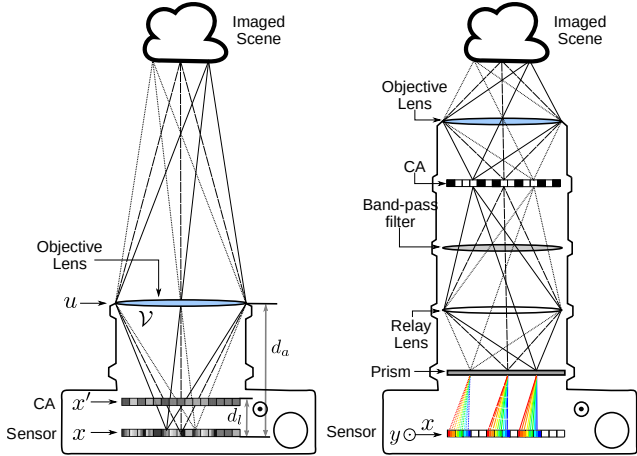 Imaged
Scene
Objective
Lens
u
𝒱
d_a
CA
x′
d_l
Sensor
x
Imaged
Scene
Objective
Lens
CA
Band-pass
filter
Relay
Lens
Prism
Sensor
y
x